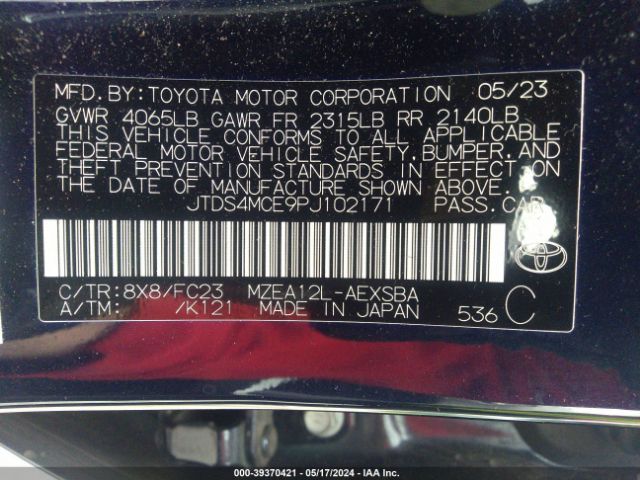 MFD. BY: TOYOTA MOTOR CORPORATION 05/23
GVWR 4065LB GAWR FR 2315LB RR 2140LB
THIS VEHICLE CONFORMS TO ALL APPLICABLE
FEDERAL MOTOR VEHICLE SAFETY, BUMPER, AND
THEFT PREVENTION STANDARDS IN EFFECT ON
THE DATE OF MANUFACTURE SHOWN ABOVE.
JTDS4MCE9PJ102171 PASS. CAR
C/TR: 8X8/FC23 MZEA12L-AEXSBA
A/TM: /K121 MADE IN JAPAN 536 C
000-39370421 - 05/17/2024 - IAA Inc.